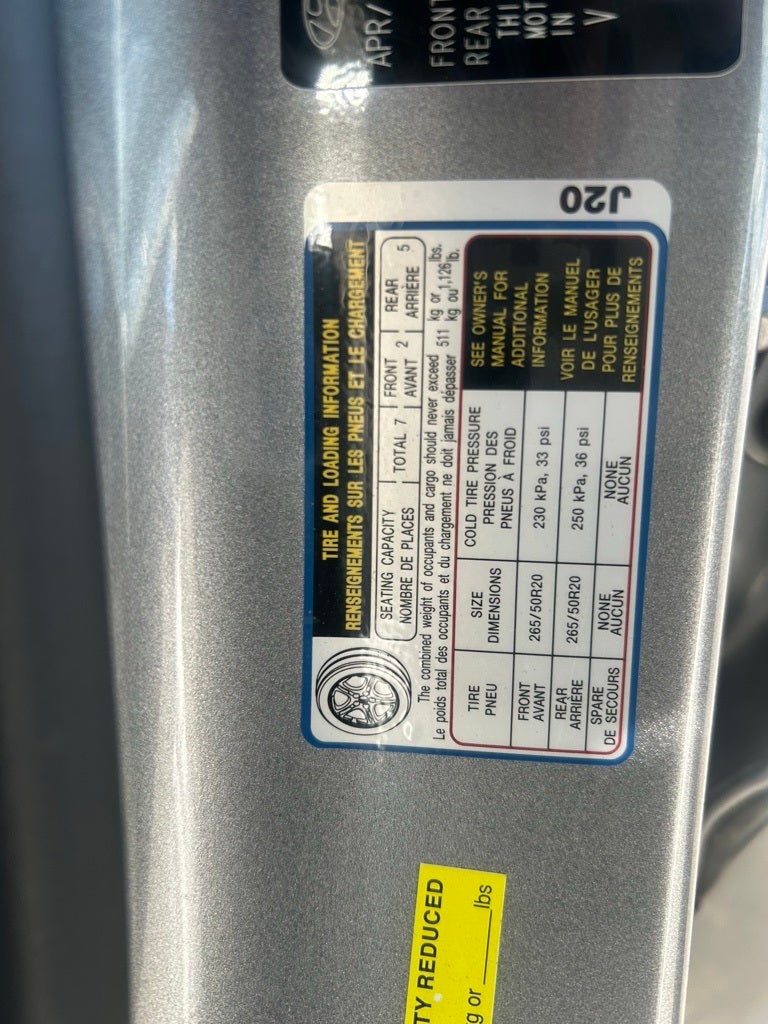 APR/
FRONT
REAR
THI
MOT
IN
V
J20
TIRE AND LOADING INFORMATION
RENSEIGNEMENTS SUR LES PNEUS ET LE CHARGEMENT
SEATING CAPACITY
NOMBRE DE PLACES
TOTAL 7
FRONT
AVANT
2
REAR
ARRIÈRE
5
The combined weight of occupants and cargo should never exceed 511 kg or 1,126 lbs.
Le poids total des occupants et du chargement ne doit jamais dépasser 511 kg ou 1,126 lb.
TIRE
PNEU
SIZE
DIMENSIONS
COLD TIRE PRESSURE
PRESSION DES
PNEUS À FROID
FRONT
AVANT
265/50R20
230 kPa, 33 psi
REAR
ARRIÈRE
265/50R20
250 kPa, 36 psi
SPARE
DE SECOURS
NONE
AUCUN
NONE
AUCUN
SEE OWNER'S
MANUAL FOR
ADDITIONAL
INFORMATION
VOIR LE MANUEL
DE L'USAGER
POUR PLUS DE
RENSEIGNEMENTS
TY REDUCED
g or ____lbs